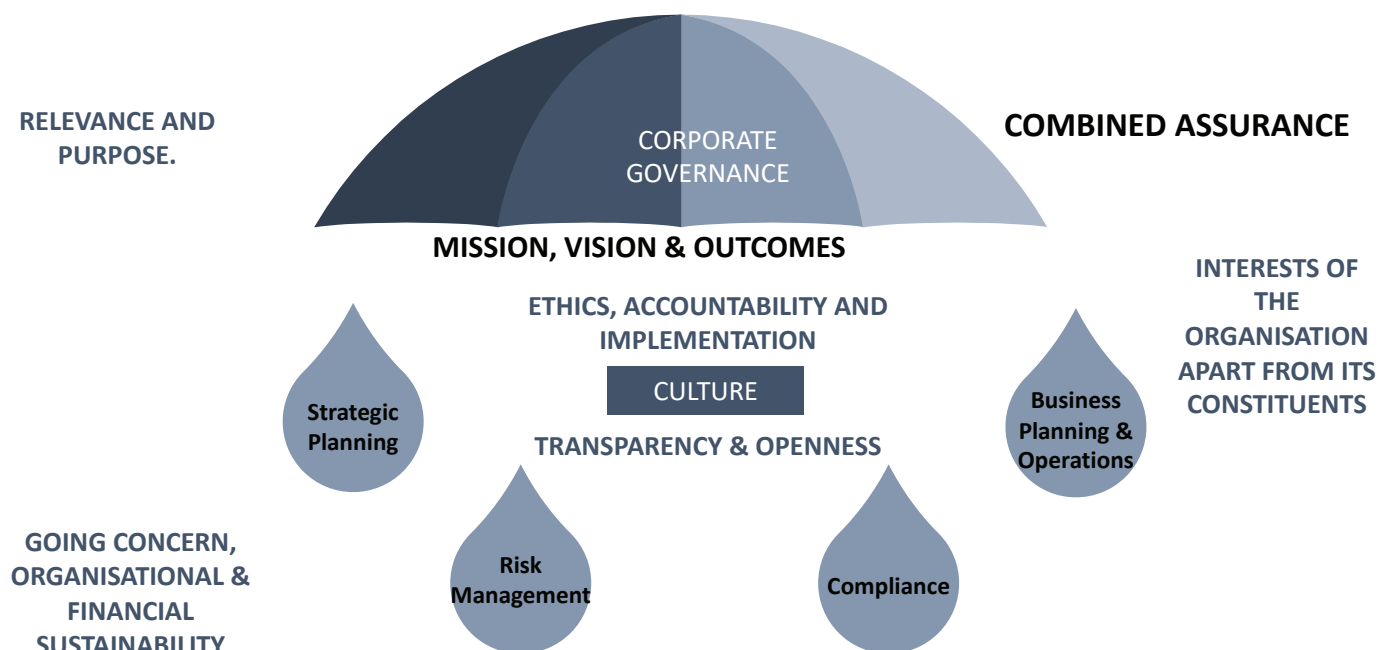 RELEVANCE AND
PURPOSE.
CORPORATE
GOVERNANCE
COMBINED ASSURANCE
MISSION, VISION & OUTCOMES
ETHICS, ACCOUNTABILITY AND
IMPLEMENTATION
CULTURE
TRANSPARENCY & OPENNESS
INTERESTS OF
THE
ORGANISATION
APART FROM ITS
CONSTITUENTS
Strategic
Planning
Business
Planning &
Operations
GOING CONCERN,
ORGANISATIONAL &
FINANCIAL
SUSTAINABILITY
Risk
Management
Compliance